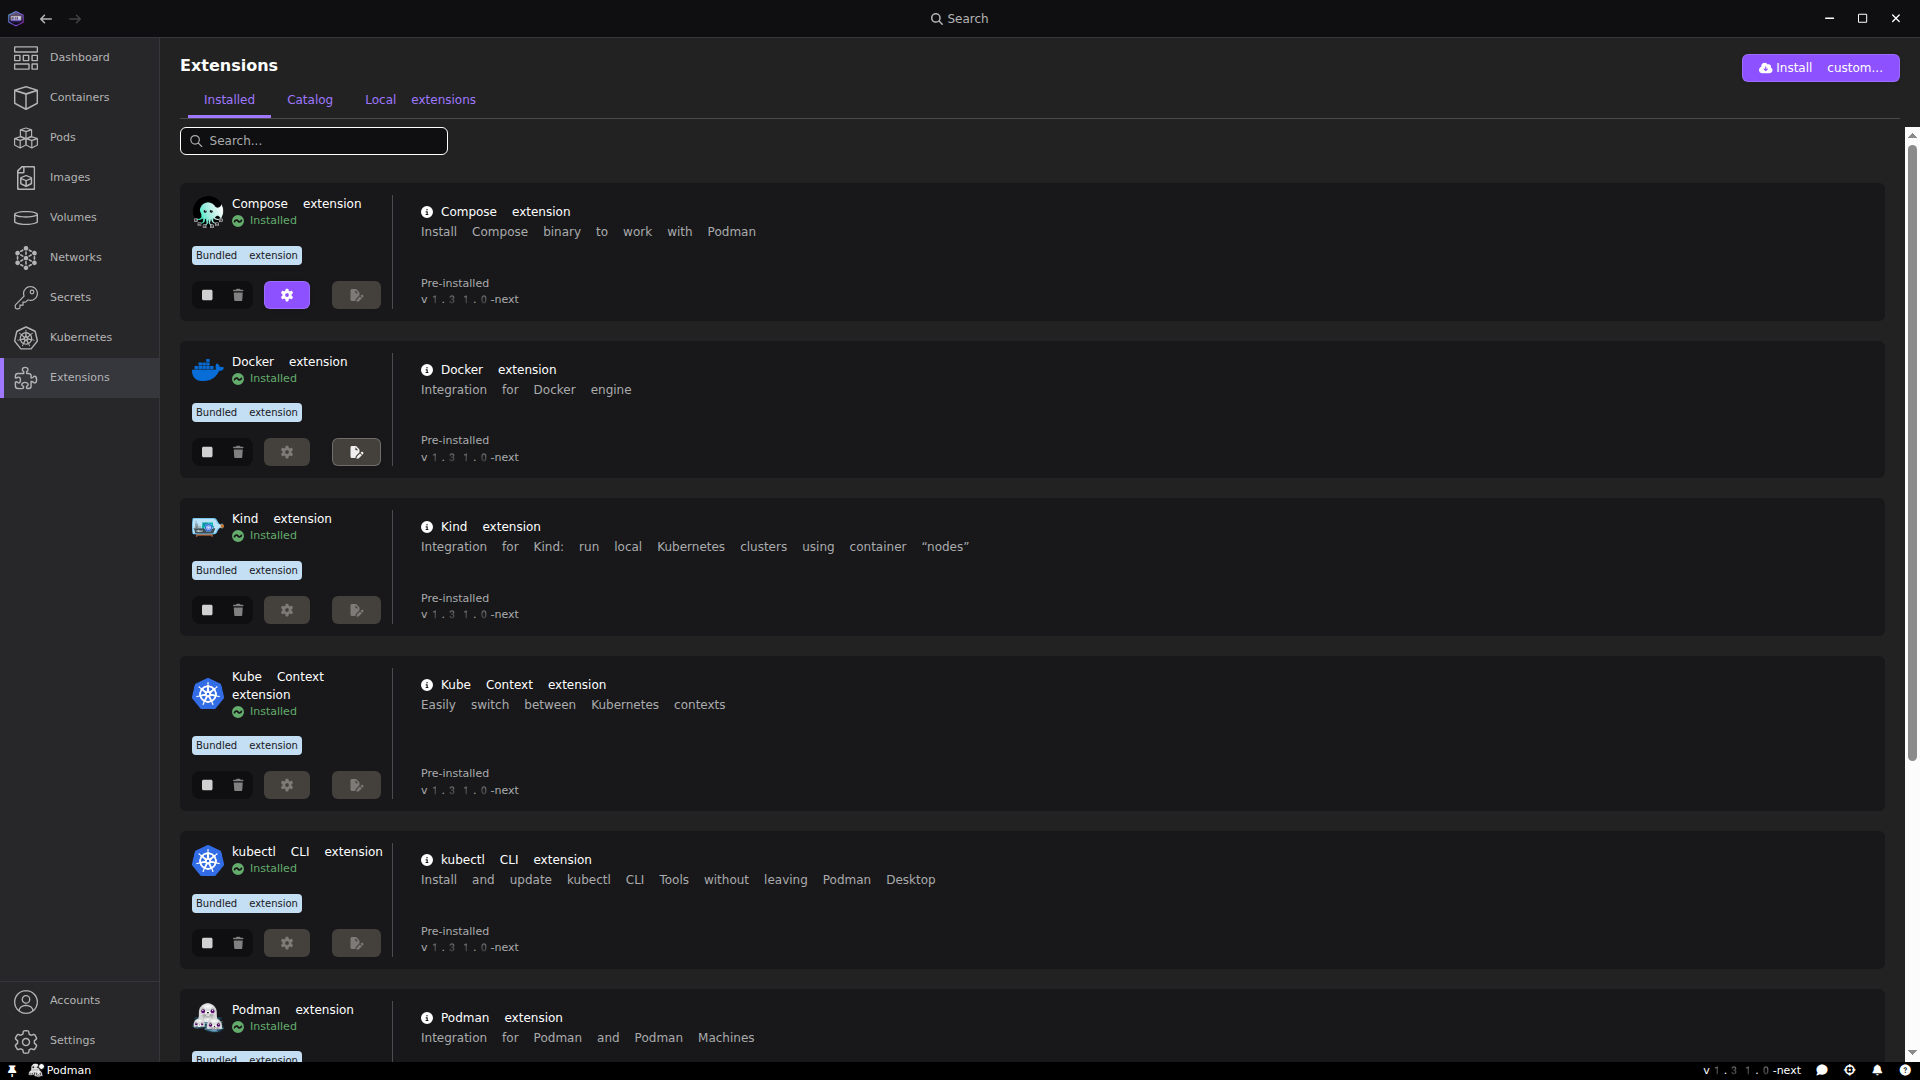 Search
Dashboard
Containers
Pods
Images
Volumes
Networks
Secrets
Kubernetes
Extensions
Accounts
Settings
Extensions
Install custom...
Installed
Catalog
Local extensions
Search...
Compose extension
Installed
Bundled extension
Compose extension
Install Compose binary to work with Podman
Pre-installed
v1.31.0-next
Docker extension
Installed
Bundled extension
Docker extension
Integration for Docker engine
Pre-installed
v1.31.0-next
Kind extension
Installed
Bundled extension
Kind extension
Integration for Kind: run local Kubernetes clusters using container “nodes”
Pre-installed
v1.31.0-next
Kube Context
extension
Installed
Bundled extension
Kube Context extension
Easily switch between Kubernetes contexts
Pre-installed
v1.31.0-next
kubectl CLI extension
Installed
Bundled extension
kubectl CLI extension
Install and update kubectl CLI Tools without leaving Podman Desktop
Pre-installed
v1.31.0-next
Podman extension
Installed
Bundled extension
Podman extension
Integration for Podman and Podman Machines
Podman
v1.31.0-next